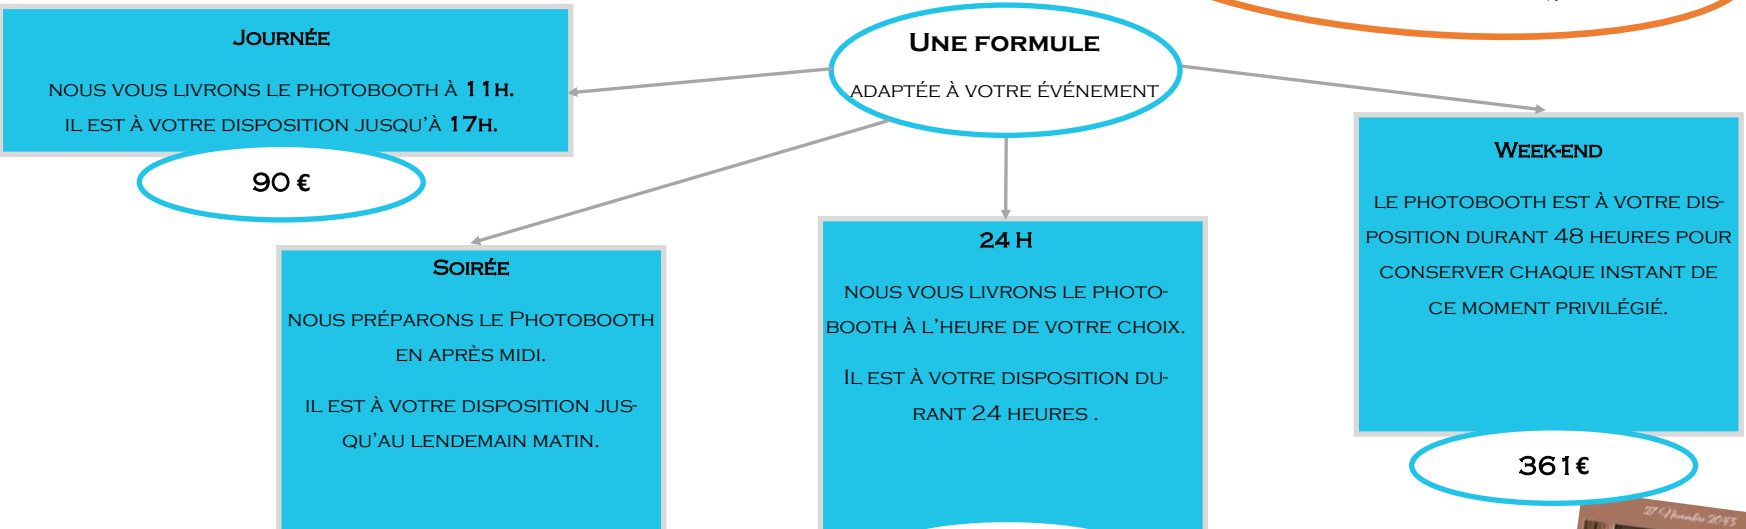 Une formule
adaptée à votre événement
Journée
nous vous livrons le photobooth à 11h.
il est à votre disposition jusqu'à 17h.
90 €
Soirée
nous préparons le Photobooth
en après midi.
il est à votre disposition jus-
qu'au lendemain matin.
24 H
nous vous livrons le photo-
booth à l'heure de votre choix.
Il est à votre disposition du-
rant 24 heures .
Week-end
le photobooth est à votre dis-
position durant 48 heures pour
conserver chaque instant de
ce moment privilégié.
361€
27 Novembre 2043